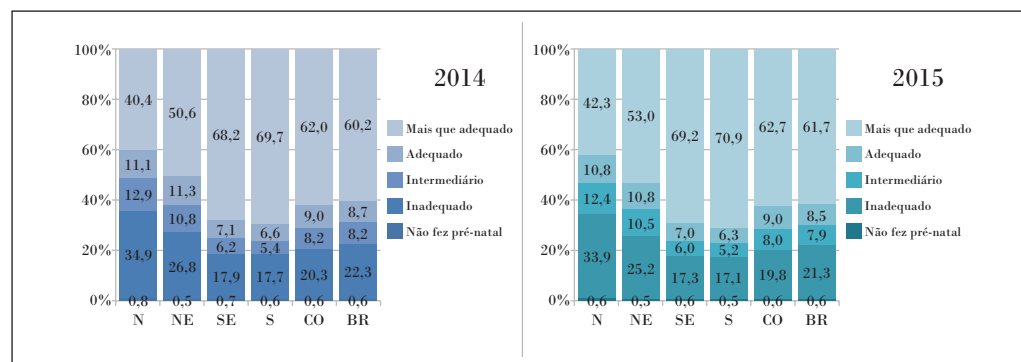 2014
100%
80%
60%
40%
20%
0%
40,4 50,6 68,2 69,7 62,0 60,2
11,1 11,3 7,1 6,6 9,0 8,7
12,9 10,8 6,2 5,4 8,2 8,2
34,9 26,8 17,9 17,7 20,3 22,3
0,8 0,5 0,7 0,6 0,6 0,6
N NE SE S CO BR
Mais que adequado
Adequado
Intermediário
Inadequado
Não fez pré-natal
2015
100%
80%
60%
40%
20%
0%
42,3 53,0 69,2 70,9 62,7 61,7
10,8 10,8 7,0 6,3 9,0 8,5
12,4 10,5 6,0 5,2 8,0 7,9
33,9 25,2 17,3 17,1 19,8 21,3
0,6 0,5 0,6 0,5 0,6 0,6
N NE SE S CO BR
Mais que adequado
Adequado
Intermediário
Inadequado
Não fez pré-natal